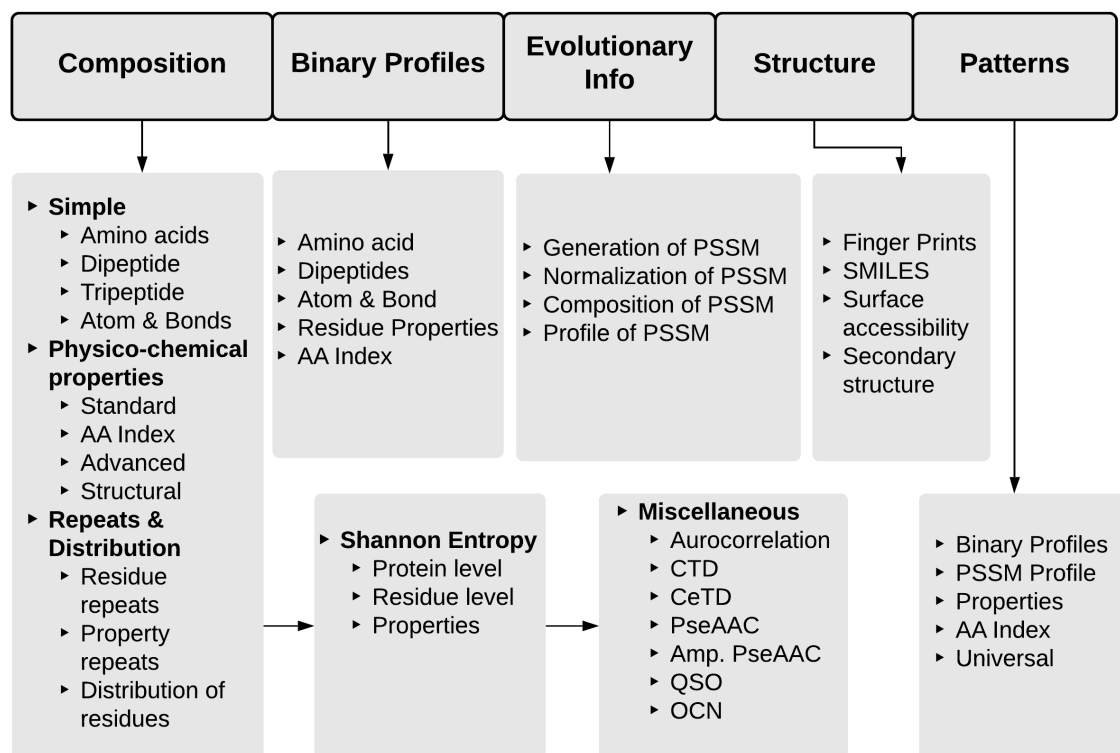 Composition
Binary Profiles
Evolutionary
Info
Structure
Patterns
Simple
Amino acids
Dipeptide
Tripeptide
Atom & Bonds
Physico-chemical
properties
Standard
AA Index
Advanced
Structural
Repeats &
Distribution
Residue
repeats
Property
repeats
Distribution of
residues
Amino acid
Dipeptides
Atom & Bond
Residue Properties
AA Index
Generation of PSSM
Normalization of PSSM
Composition of PSSM
Profile of PSSM
Finger Prints
SMILES
Surface
accessibility
Secondary
structure
Shannon Entropy
Protein level
Residue level
Properties
Miscellaneous
Aurocorrelation
CTD
CeTD
PseAAC
Amp. PseAAC
QSO
OCN
Binary Profiles
PSSM Profile
Properties
AA Index
Universal